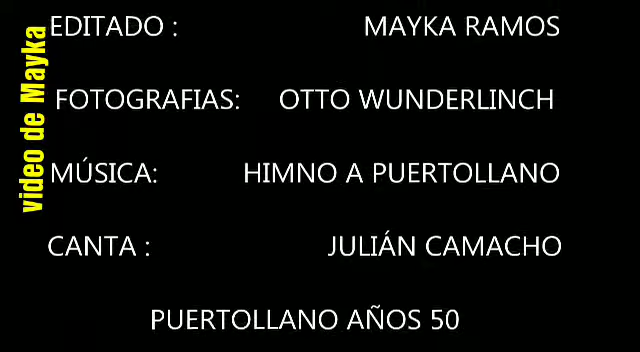 EDITADO : MAYKA RAMOS
FOTOGRAFIAS: OTTO WUNDERLINCH
MÚSICA: HIMNO A PUERTOLLANO
CANTA : JULIÁN CAMACHO
PUERTOLLANO AÑOS 50
video de Mayka